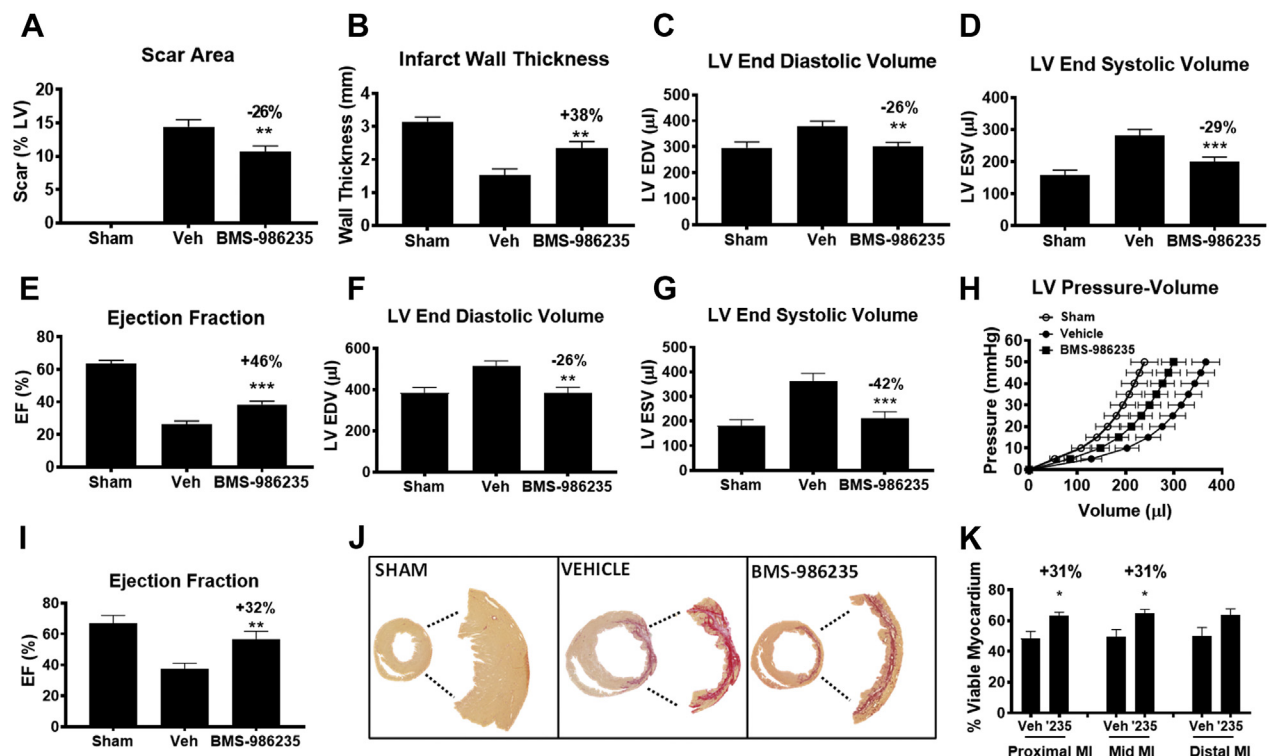 A
Scar Area
Scar (% LV)
20
15
10
5
0
-26%
**
Sham Veh BMS-986235
B
Infarct Wall Thickness
Wall Thickness (mm)
4
3
2
1
0
+38%
**
Sham Veh BMS-986235
C
LV End Diastolic Volume
LV EDV (µl)
500
400
300
200
100
0
-26%
**
Sham Veh BMS-986235
D
LV End Systolic Volume
LV ESV (µl)
400
300
200
100
0
-29%
***
Sham Veh BMS-986235
E
Ejection Fraction
EF (%)
80
60
40
20
0
+46%
***
Sham Veh BMS-986235
F
LV End Diastolic Volume
LV EDV (µl)
600
400
200
0
-26%
**
Sham Veh BMS-986235
G
LV End Systolic Volume
LV ESV (µl)
500
400
300
200
100
0
-42%
***
Sham Veh BMS-986235
H
LV Pressure-Volume
Sham
Vehicle
BMS-986235
Pressure (mmHg)
60
50
40
30
20
10
0
0 100 200 300 400
Volume (µl)
I
Ejection Fraction
EF (%)
80
60
40
20
0
+32%
**
Sham Veh BMS-986235
J
SHAM
VEHICLE
BMS-986235
K
% Viable Myocardium
80
60
40
20
0
+31% +31%
* *
Veh '235 Veh '235 Veh '235
Proximal MI Mid MI Distal MI